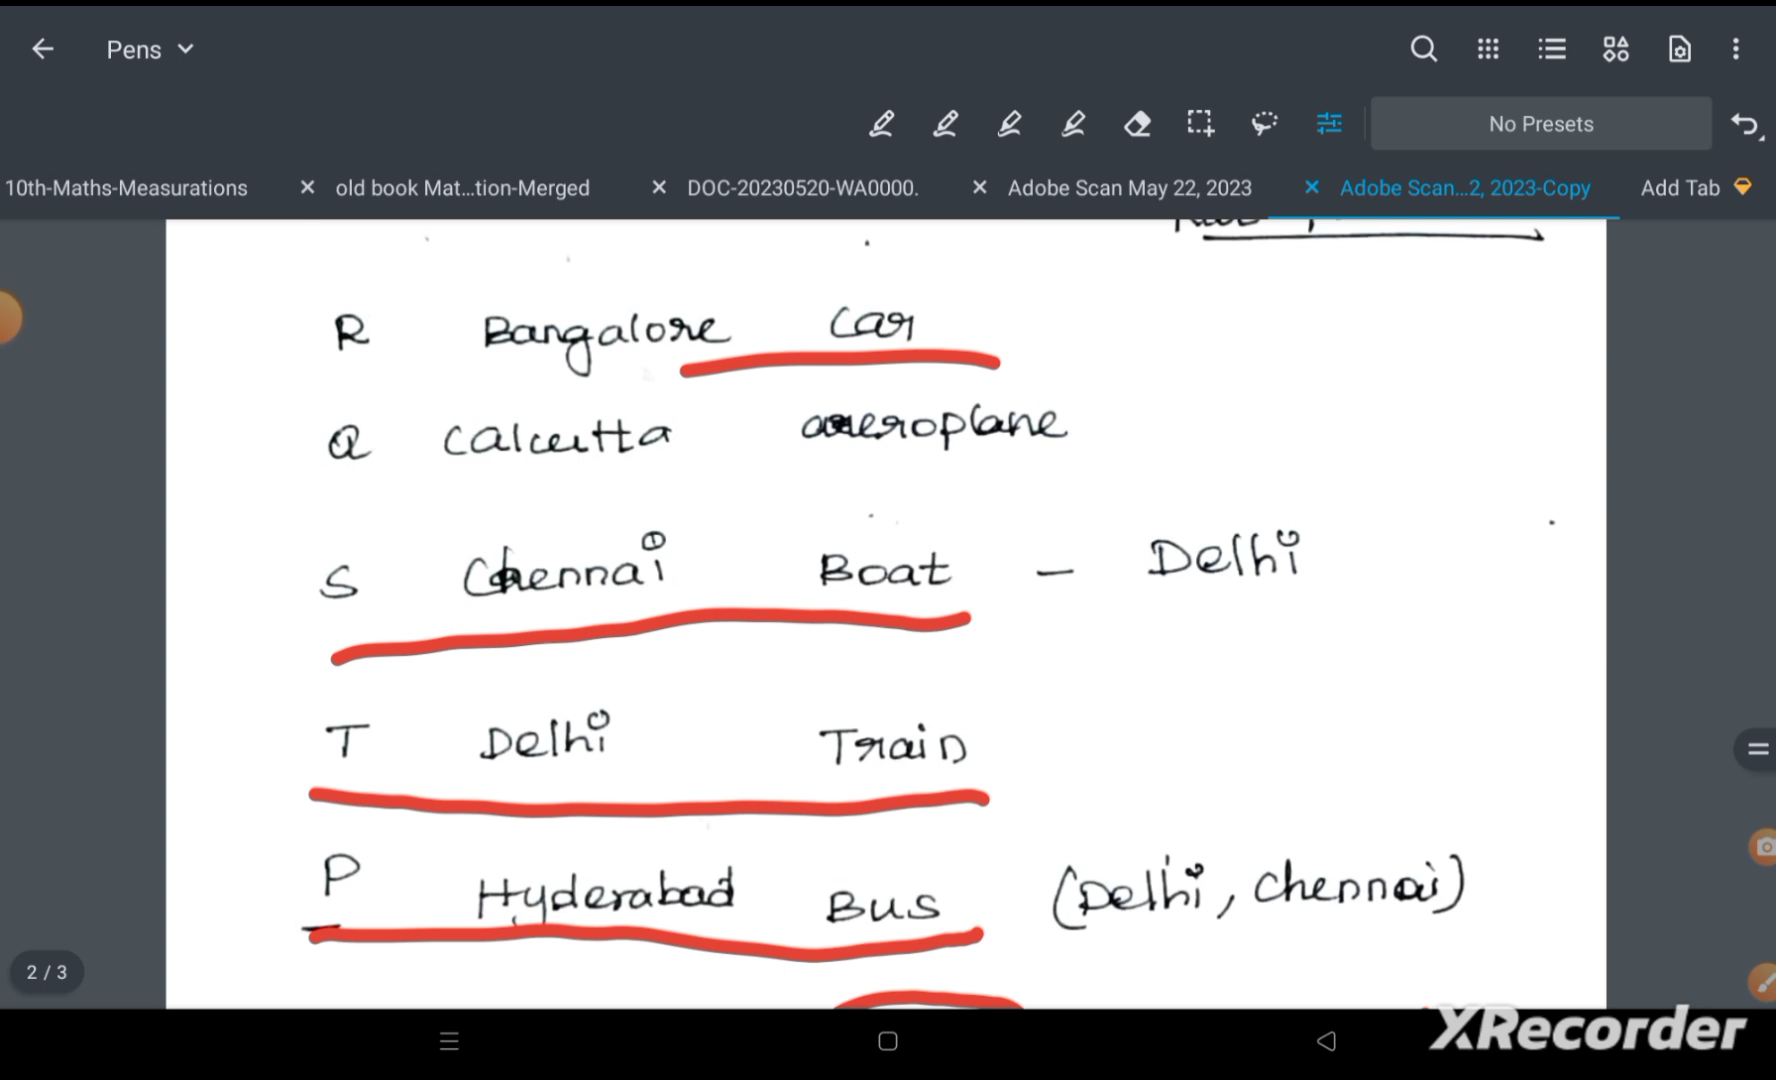 Pens
No Presets
10th-Maths-Measurations
old book Mat...tion-Merged
DOC-20230520-WA0000.
Adobe Scan May 22, 2023
Adobe Scan...2, 2023-Copy
Add Tab
R Bangalore Car
Q Calcutta aeroplane
S Chennai Boat - Delhi
T Delhi Train
P Hyderabad Bus (Delhi, Chennai)
2 / 3
XRecorder